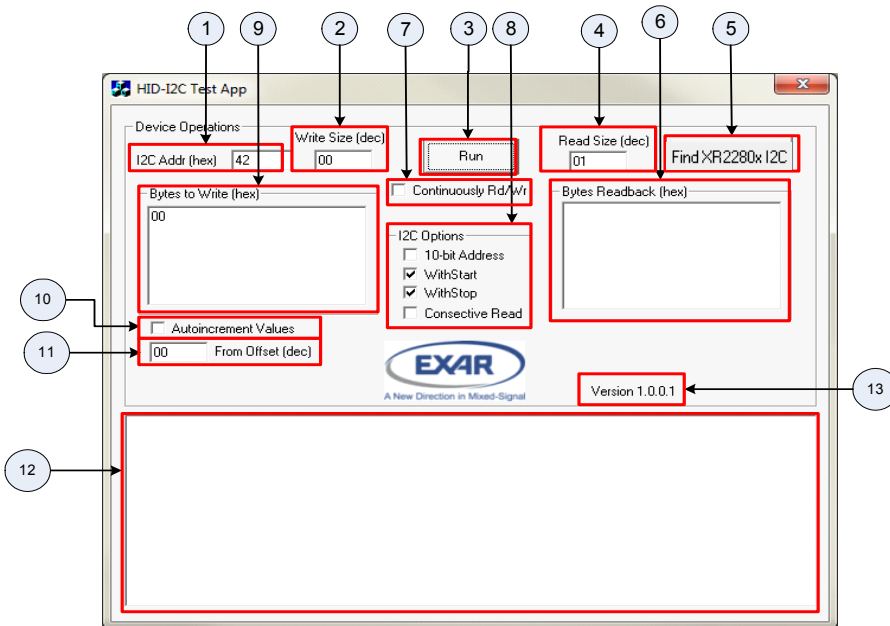 1
9
2
7
3
8
4
6
5
HID-I2C Test App
Device Operations
I2C Addr (hex)
42
Write Size (dec)
00
Run
Read Size (dec)
01
Find XR2280x I2C
Continuously Rd/Wr
Bytes to Write (hex)
00
Bytes Readback (hex)
I2C Options
10-bit Address
WithStart
WithStop
Consective Read
10
Autoincrement Values
11
00
From Offset (dec)
EXAR
A New Direction in Mixed-Signal
Version 1.0.0.1
13
12